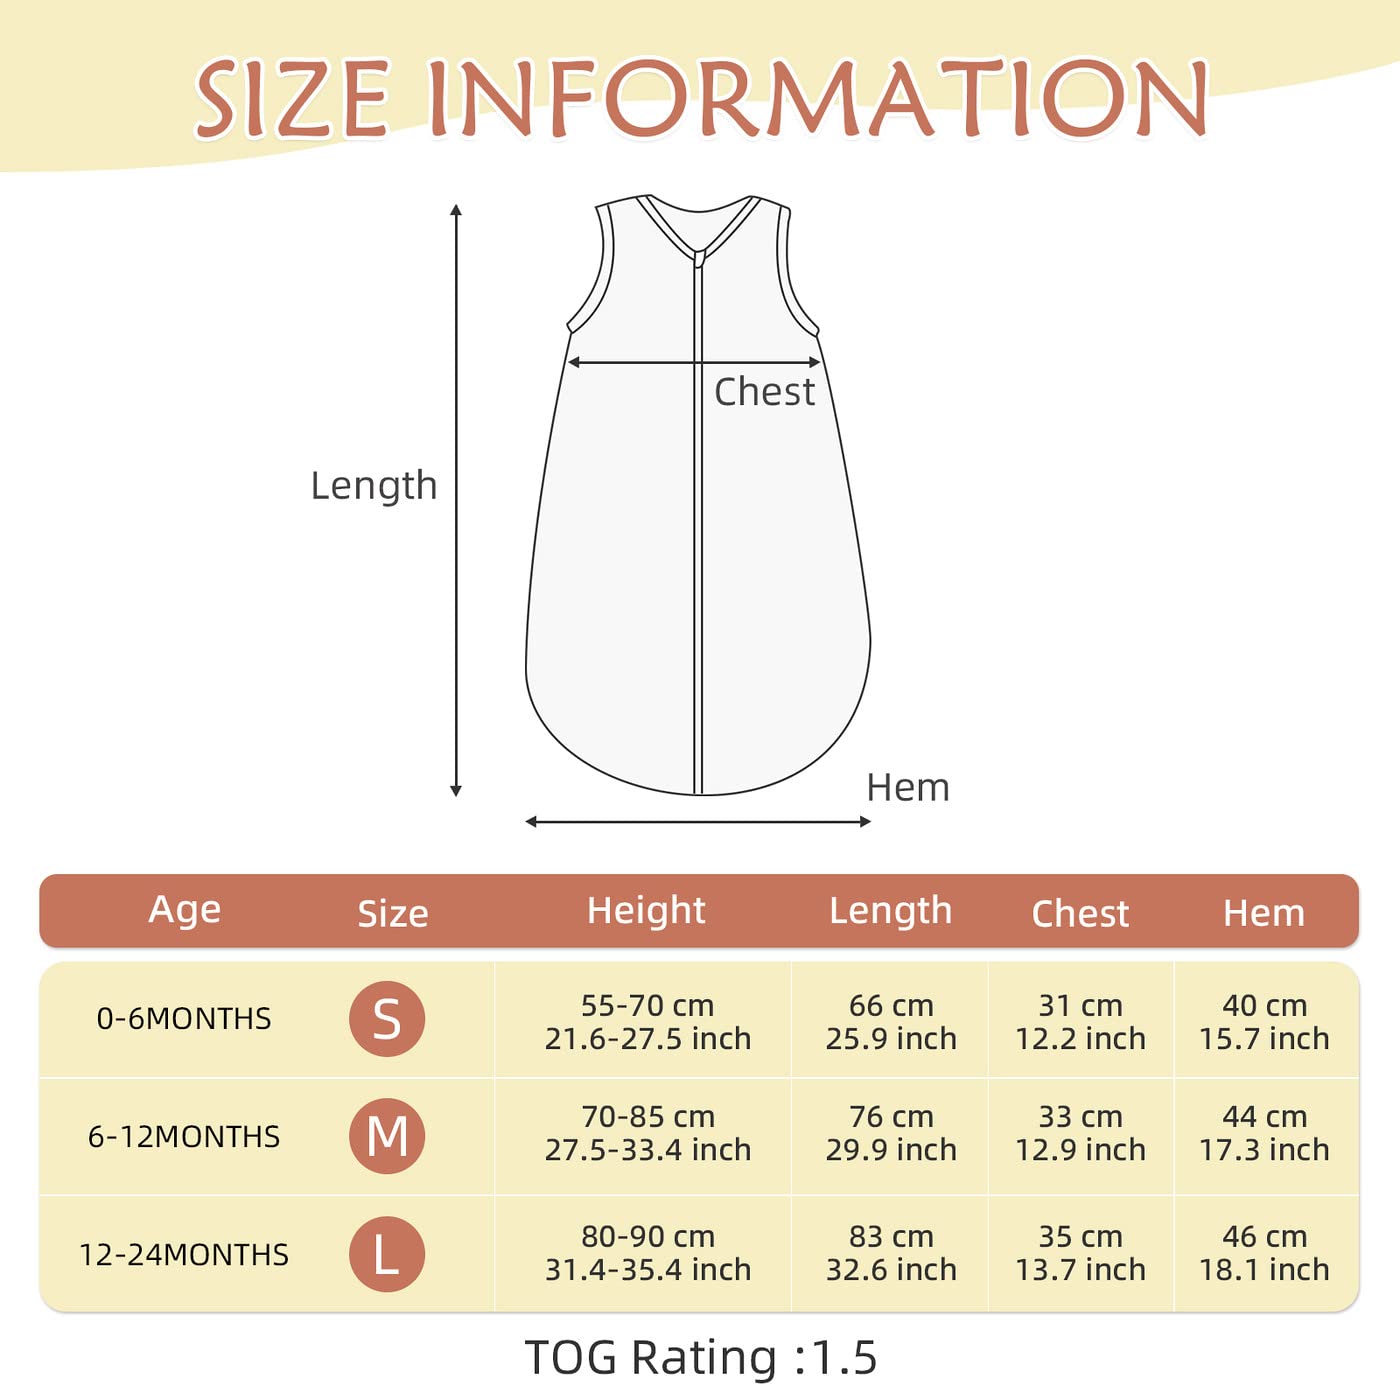 SIZE INFORMATION
Chest
Length
Hem
Age Size Height Length Chest Hem
0-6MONTHS S 55-70 cm 66 cm 31 cm 40 cm
21.6-27.5 inch 25.9 inch 12.2 inch 15.7 inch
6-12MONTHS M 70-85 cm 76 cm 33 cm 44 cm
27.5-33.4 inch 29.9 inch 12.9 inch 17.3 inch
12-24MONTHS L 80-90 cm 83 cm 35 cm 46 cm
31.4-35.4 inch 32.6 inch 13.7 inch 18.1 inch
TOG Rating :1.5